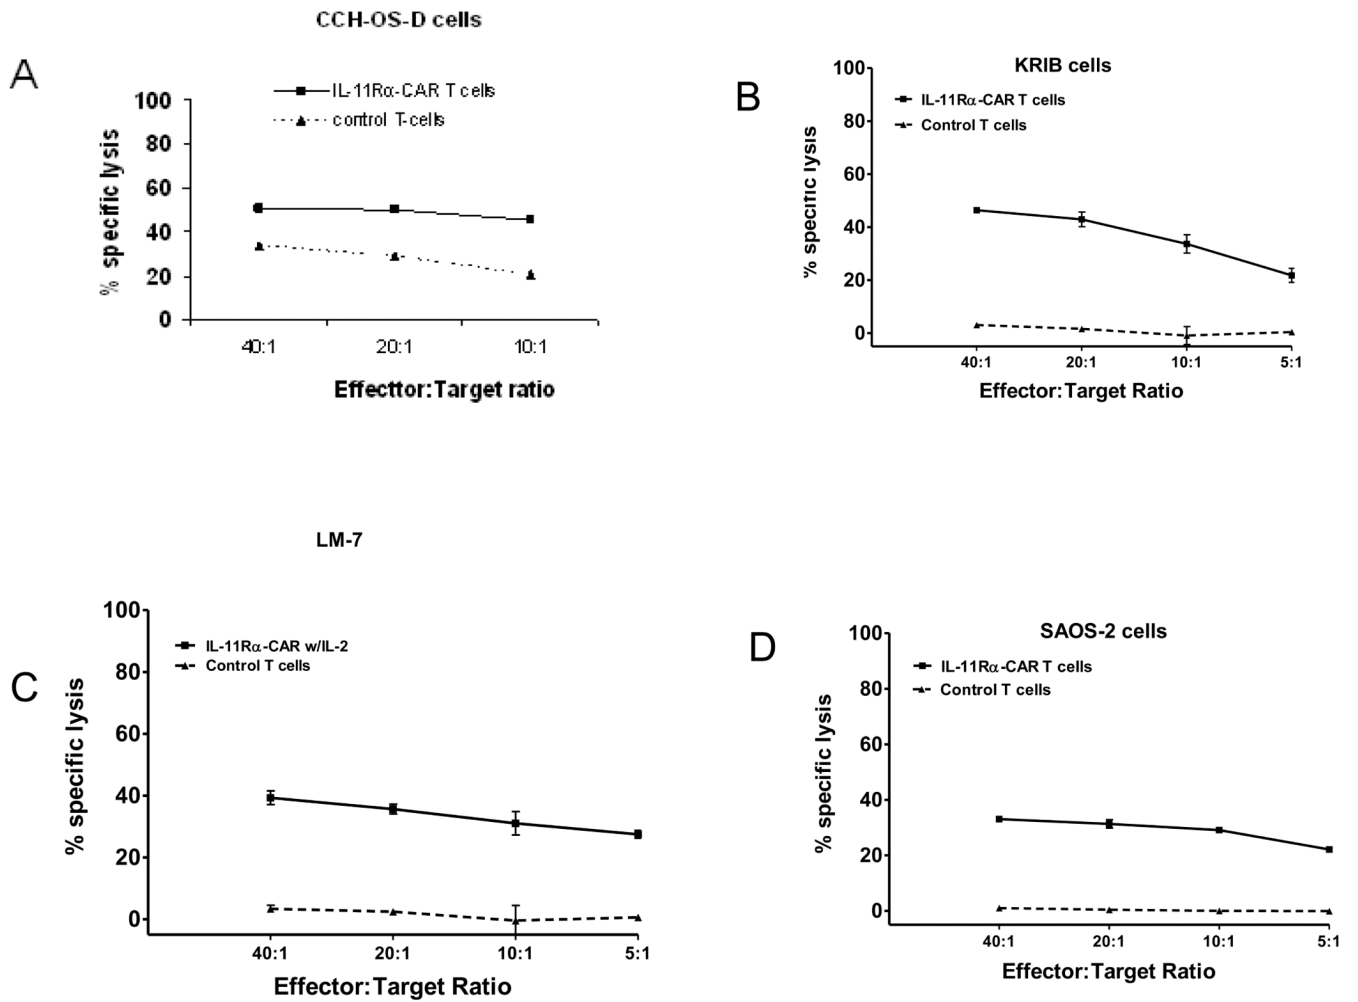 CCH-OS-D cells
A
IL-11Rα-CAR T cells
control T-cells
100
80
60
40
20
0
% specific lysis
40:1 20:1 10:1
Effecttor:Target ratio
B
KRIB cells
IL-11Rα-CAR T cells
Control T cells
100
80
60
40
20
0
% specific lysis
40:1 20:1 10:1 5:1
Effector:Target Ratio
LM-7
C
IL-11Rα-CAR w/IL-2
Control T cells
100
80
60
40
20
0
% specific lysis
40:1 20:1 10:1 5:1
Effector:Target Ratio
D
SAOS-2 cells
IL-11Rα-CAR T cells
Control T cells
100
80
60
40
20
0
% specific lysis
40:1 20:1 10:1 5:1
Effector:Target Ratio